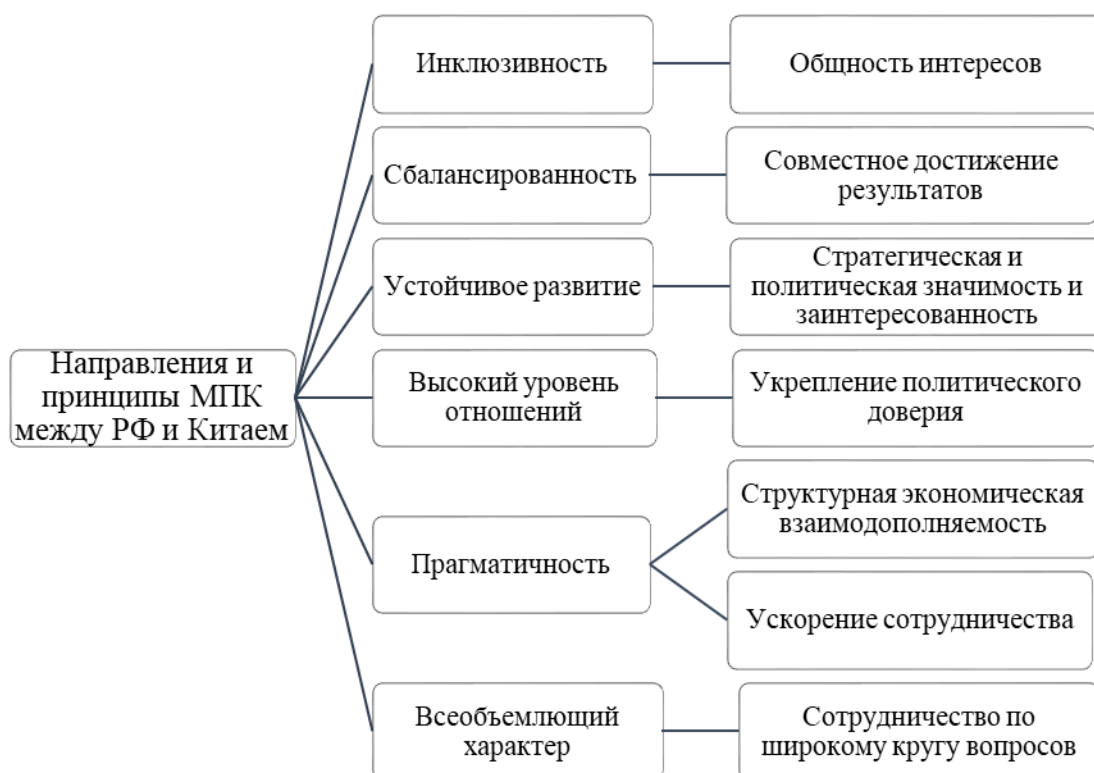 Инклюзивность
Общность интересов
Сбалансированность
Совместное достижение
результатов
Устойчивое развитие
Стратегическая и
политическая значимость и
заинтересованность
Направления и
принципы МПК
между РФ и Китаем
Высокий уровень
отношений
Укрепление политического
доверия
Прагматичность
Структурная экономическая
взаимодополняемость
Ускорение сотрудничества
Всеобъемлющий
характер
Сотрудничество по
широкому кругу вопросов